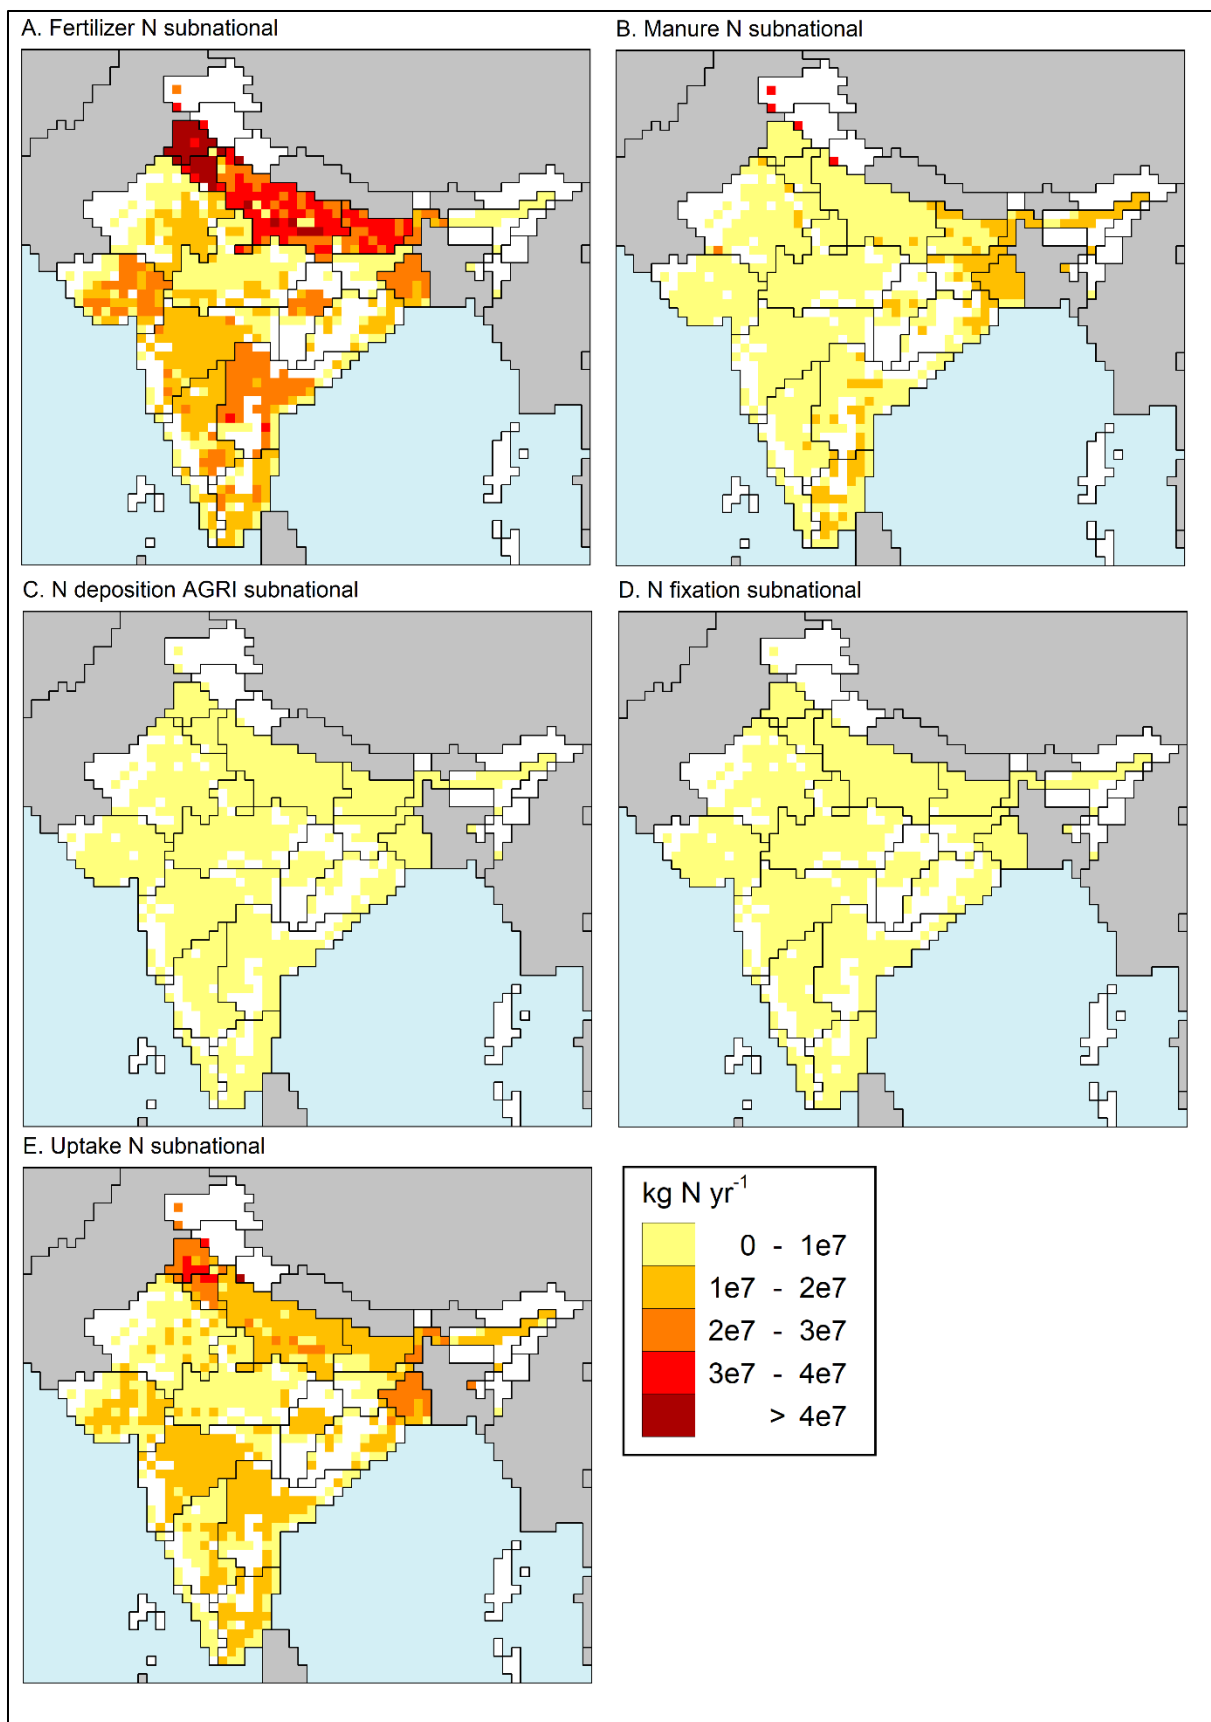 A. Fertilizer N subnational
B. Manure N subnational
C. N deposition AGRI subnational
D. N fixation subnational
E. Uptake N subnational
kg N yr⁻¹
0 - 1e7
1e7 - 2e7
2e7 - 3e7
3e7 - 4e7
> 4e7